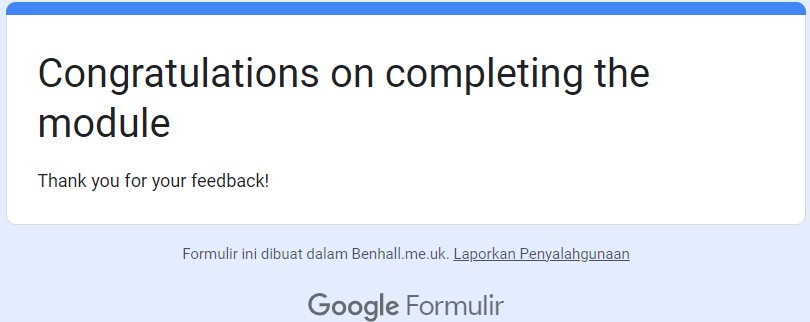 Congratulations on completing the
module
Thank you for your feedback!
Formulir ini dibuat dalam Benhall.me.uk. Laporkan Penyalahgunaan
Google Formulir